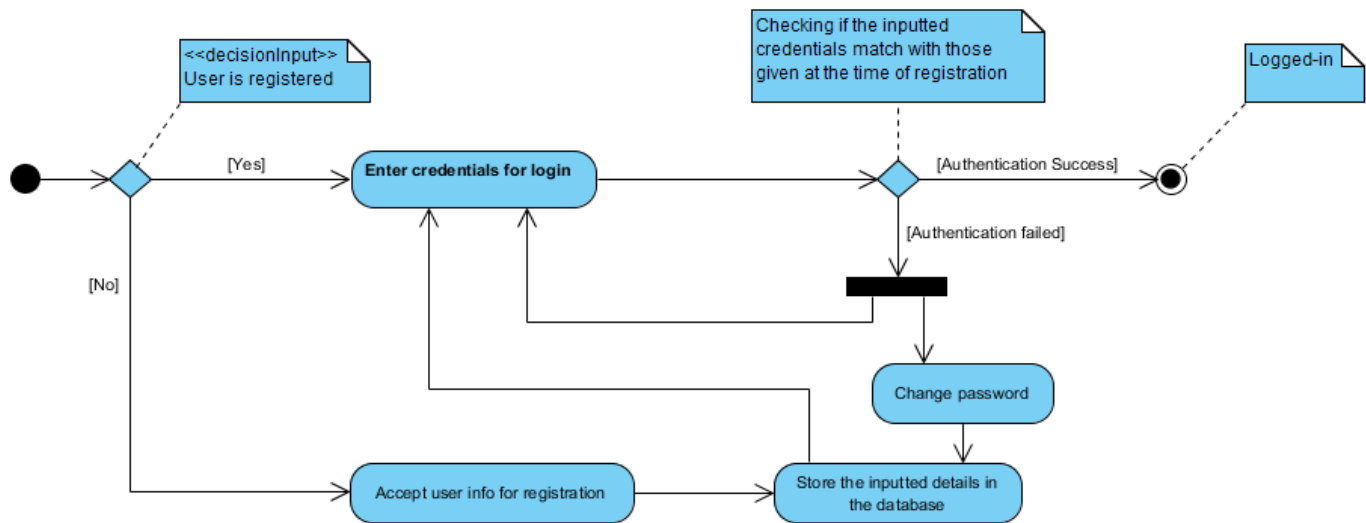 <<decisionInput>>
User is registered
Checking if the inputted
credentials match with those
given at the time of registration
Logged-in
[Yes]
Enter credentials for login
[Authentication Success]
[Authentication failed]
[No]
Change password
Accept user info for registration
Store the inputted details in
the database